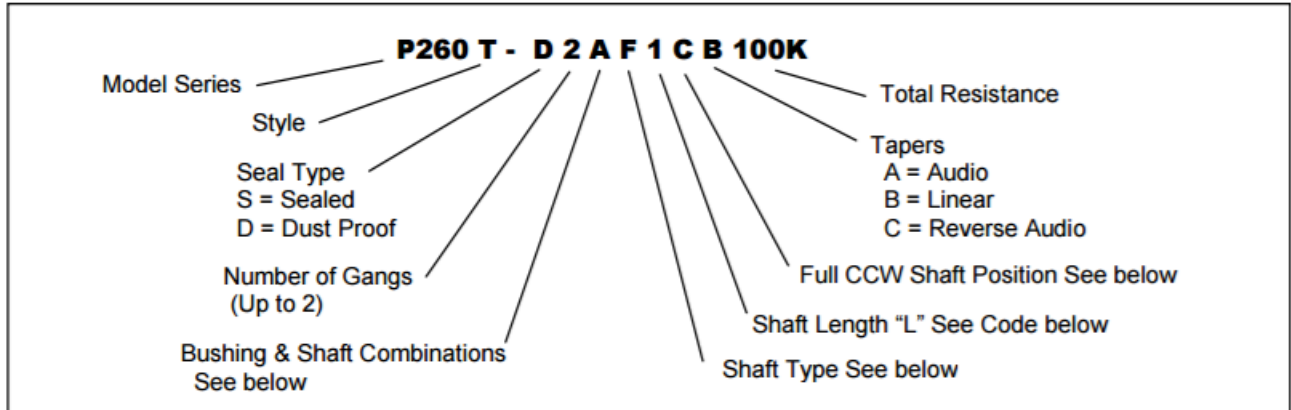 P260 T - D 2 A F 1 C B 100K
Model Series
Total Resistance
Style
Tapers
A = Audio
B = Linear
C = Reverse Audio
Seal Type
S = Sealed
D = Dust Proof
Number of Gangs
(Up to 2)
Full CCW Shaft Position See below
Shaft Length “L” See Code below
Bushing & Shaft Combinations
See below
Shaft Type See below